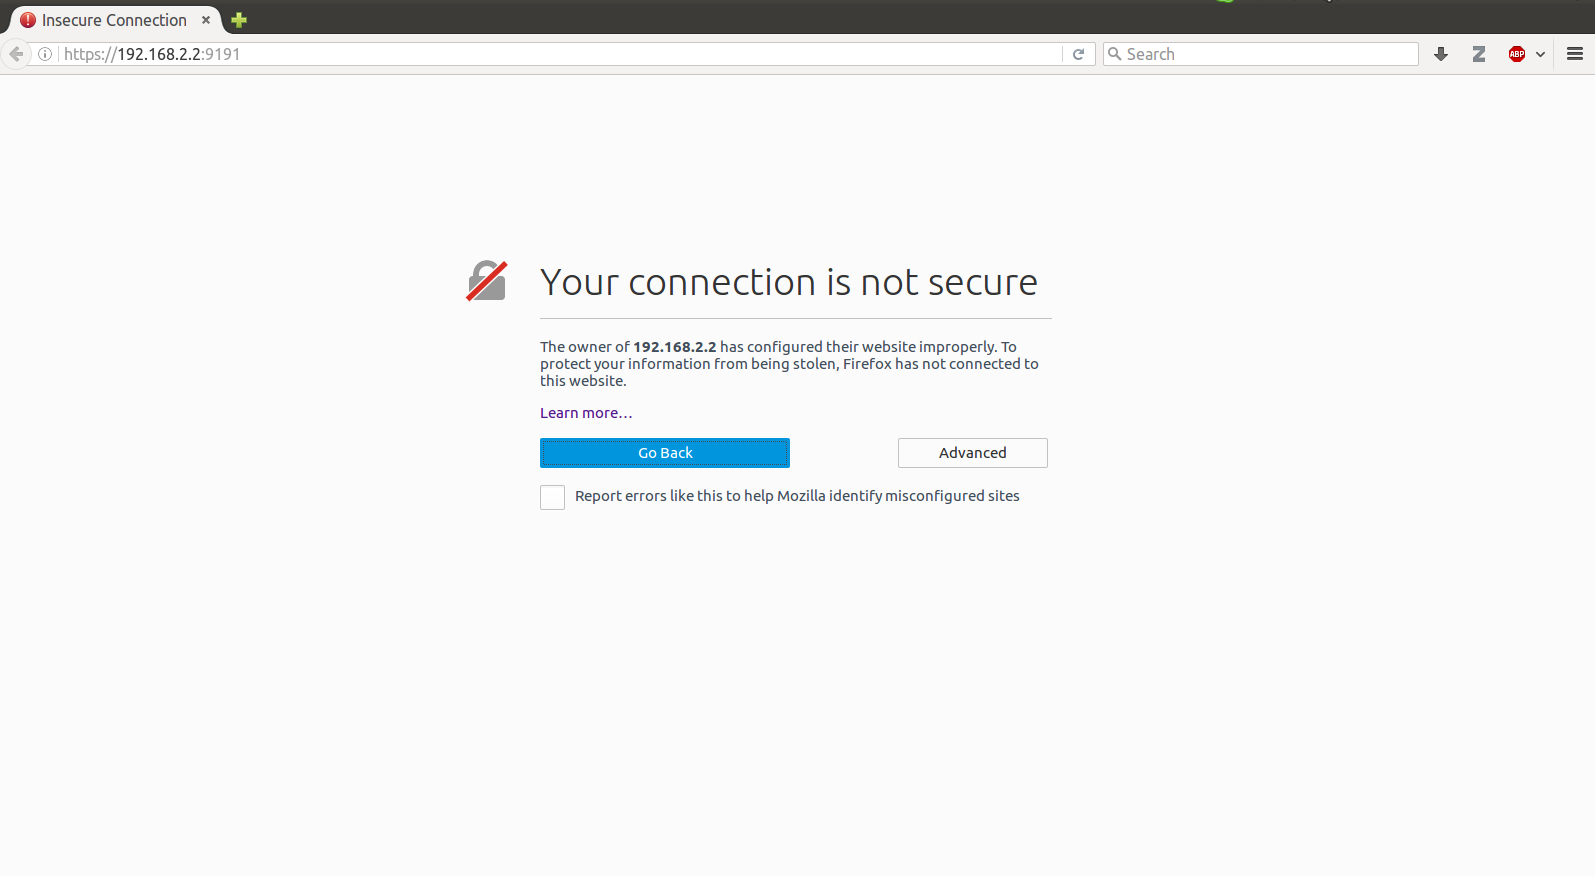 Insecure Connection
https://192.168.2.2:9191
Search
ABP
Your connection is not secure
The owner of 192.168.2.2 has configured their website improperly. To
protect your information from being stolen, Firefox has not connected to
this website.
Learn more…
Go Back
Advanced
Report errors like this to help Mozilla identify misconfigured sites